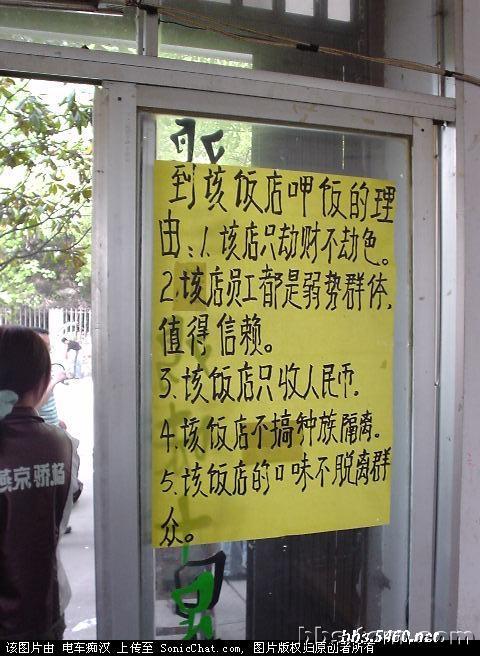 到该饭店呷饭的理
由:1.该店只劫财不劫色。
2.该店员工都是弱势群体,
值得信赖。
3.该饭店只收人民币.
4.该饭店不搞种族隔离。
5.该饭店的口味不脱离群
众。
燕京骄杨
bbs.5460.net
该图片由 电车痴汉 上传至 SonicChat.com, 图片版权归原创者所有